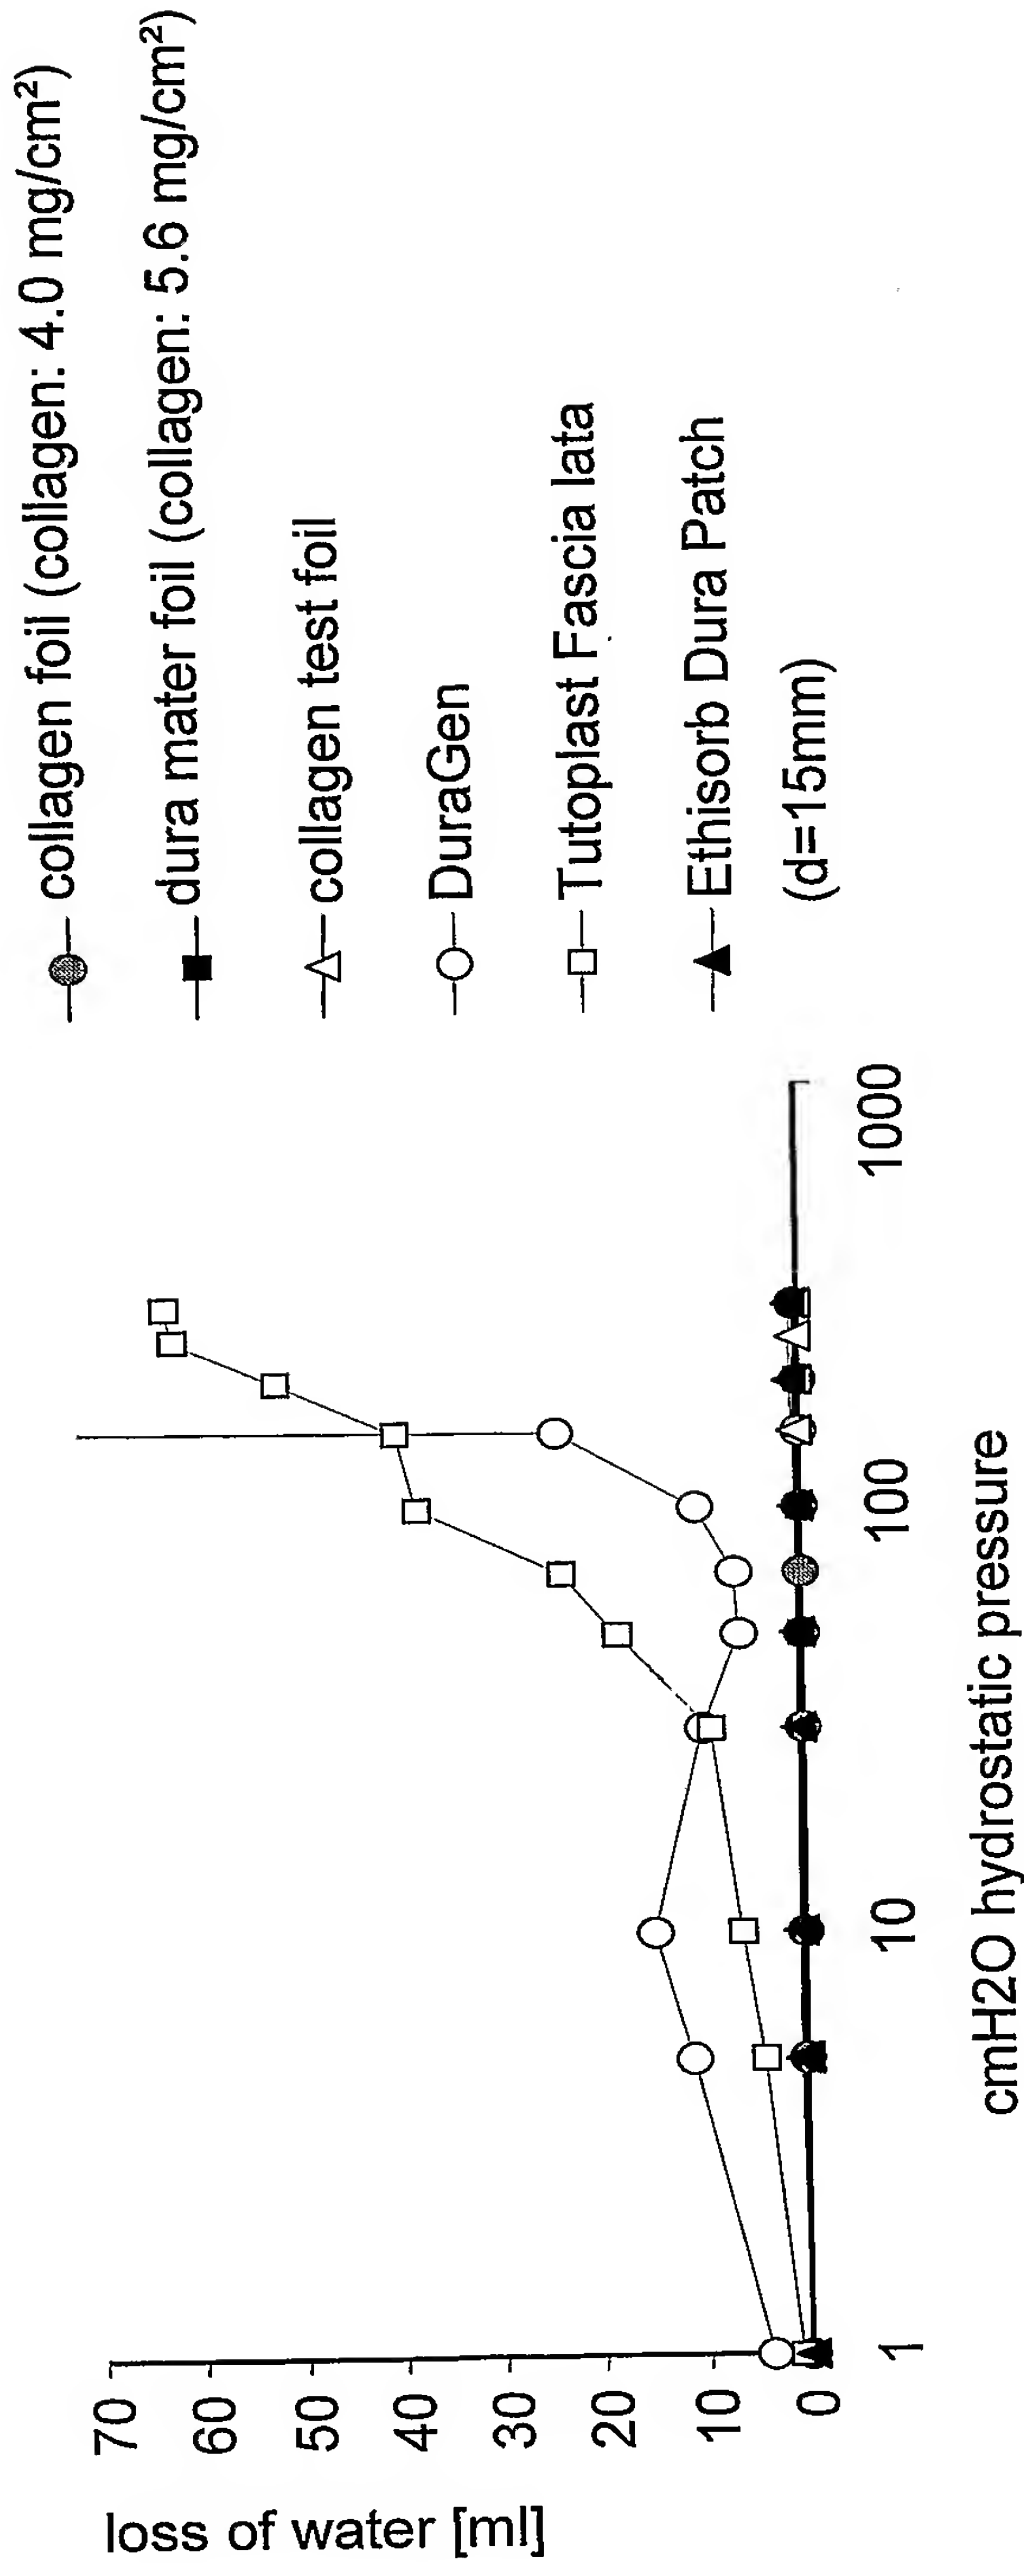 loss of water [ml]
70
60
50
40
30
20
10
0
1
10
100
1000
cmH2O hydrostatic pressure
collagen foil (collagen: 4.0 mg/cm²)
dura mater foil (collagen: 5.6 mg/cm²)
collagen test foil
DuraGen
Tutoplast Fascia lata
Ethisorb Dura Patch
(d=15mm)